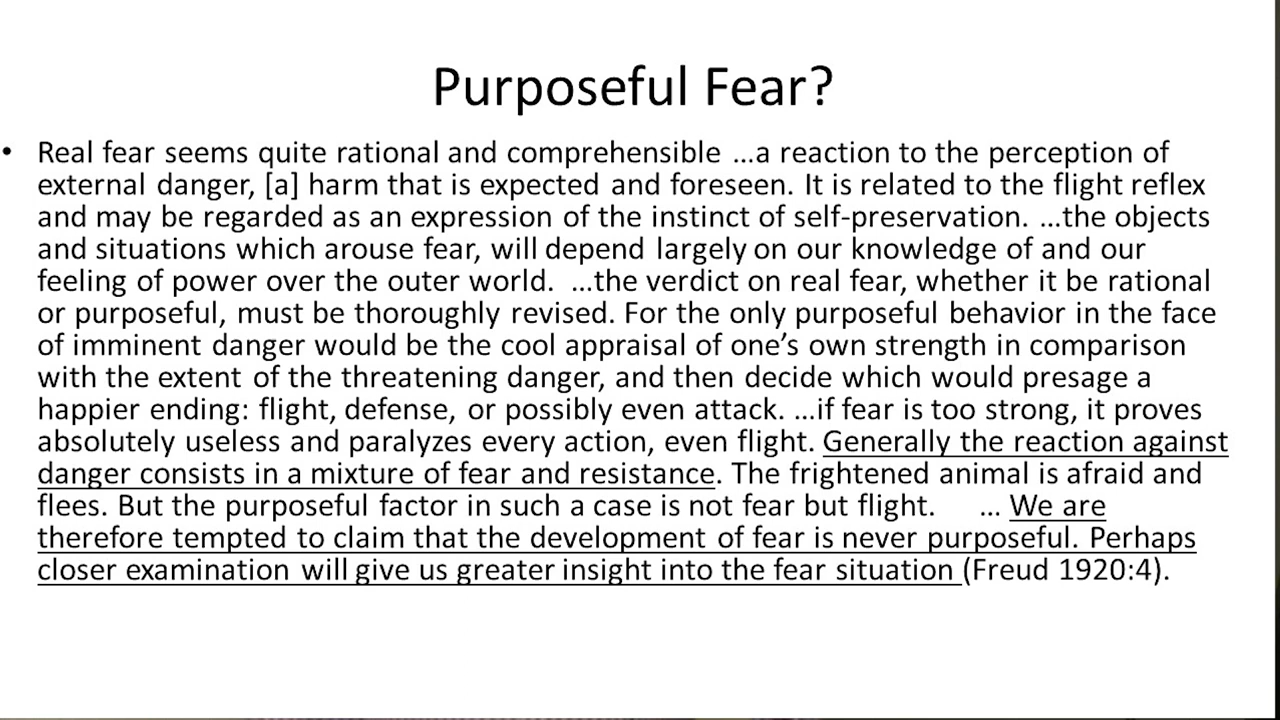 Purposeful Fear?
• Real fear seems quite rational and comprehensible …a reaction to the perception of
external danger, [a] harm that is expected and foreseen. It is related to the flight reflex
and may be regarded as an expression of the instinct of self-preservation. …the objects
and situations which arouse fear, will depend largely on our knowledge of and our
feeling of power over the outer world. …the verdict on real fear, whether it be rational
or purposeful, must be thoroughly revised. For the only purposeful behavior in the face
of imminent danger would be the cool appraisal of one’s own strength in comparison
with the extent of the threatening danger, and then decide which would presage a
happier ending: flight, defense, or possibly even attack. …if fear is too strong, it proves
absolutely useless and paralyzes every action, even flight. Generally the reaction against
danger consists in a mixture of fear and resistance. The frightened animal is afraid and
flees. But the purposeful factor in such a case is not fear but flight. … We are
therefore tempted to claim that the development of fear is never purposeful. Perhaps
closer examination will give us greater insight into the fear situation (Freud 1920:4).